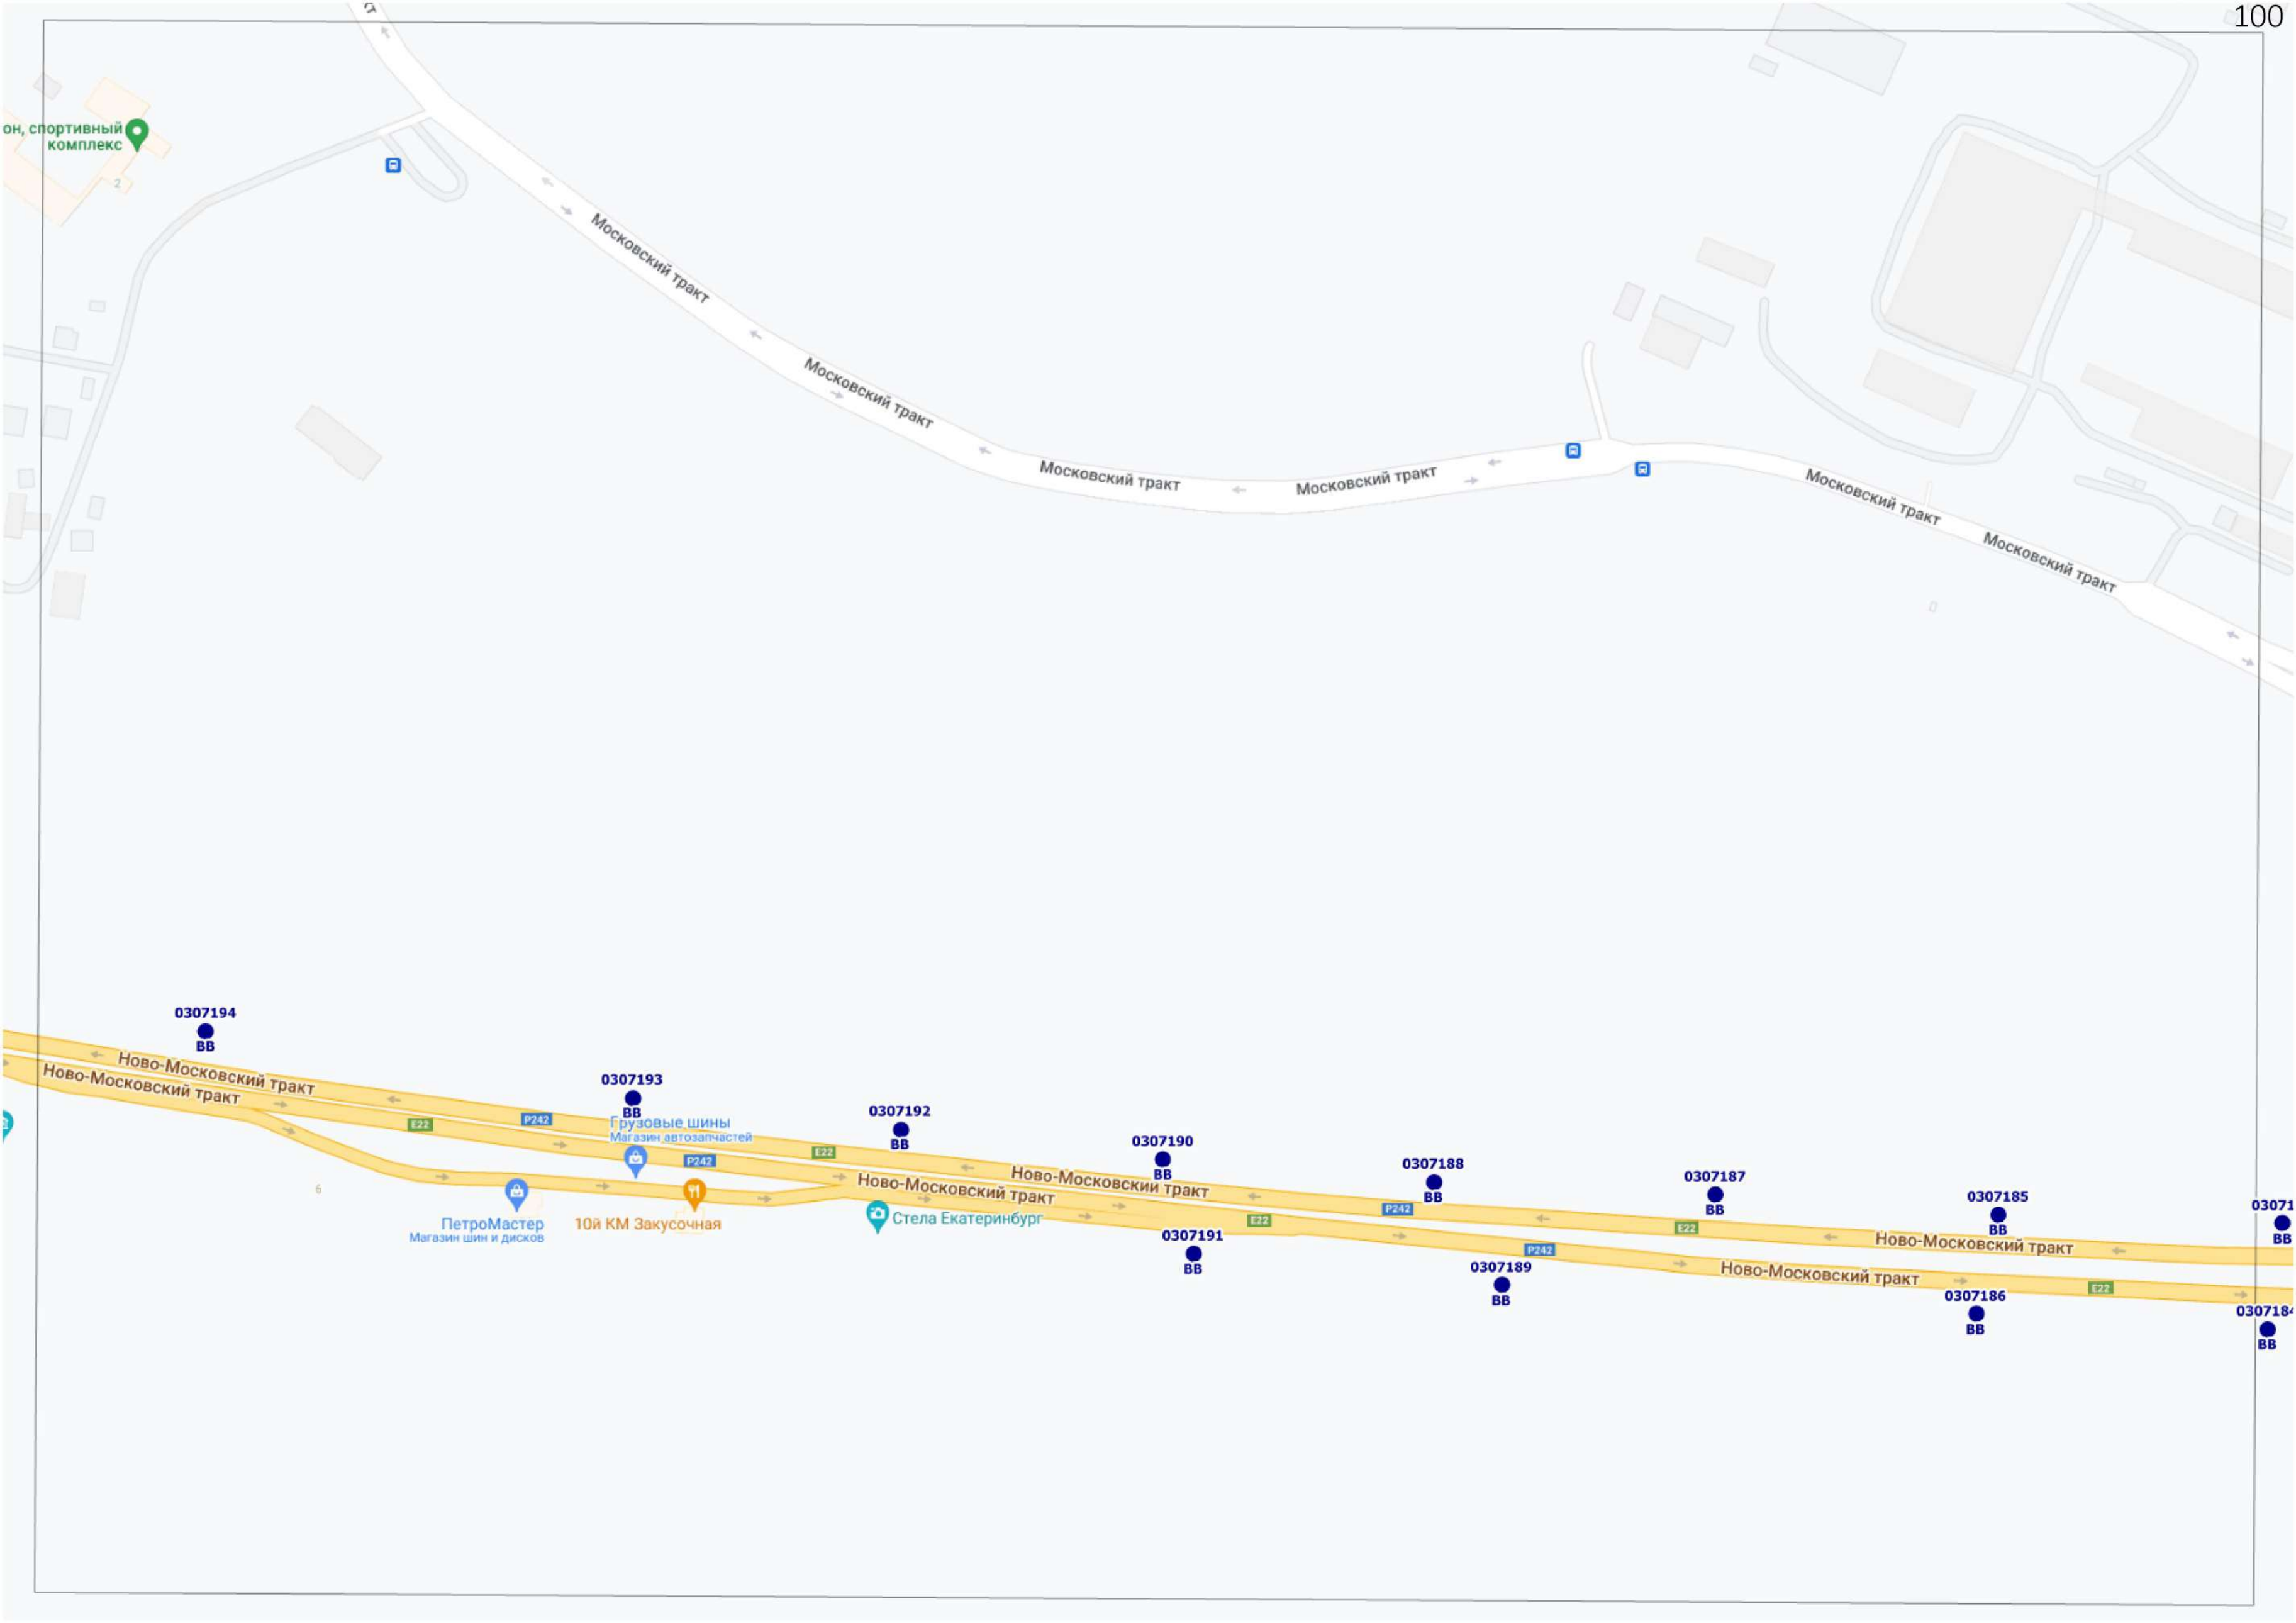 100
он, спортивный
комплекс
2
Московский тракт
Московский тракт
Московский тракт
Московский тракт
Московский тракт
Московский тракт
0307194
BB
Ново-Московский тракт
Ново-Московский тракт
0307193
BB
P242
E22
Грузовые шины
Магазин автозапчастей
P242
0307192
BB
E22
0307190
BB
Ново-Московский тракт
Ново-Московский тракт
6
ПетроМастер
Магазин шин и дисков
10й КМ Закусочная
Стела Екатеринбург
0307191
BB
E22
0307188
BB
P242
0307189
BB
P242
0307187
BB
E22
0307185
BB
Ново-Московский тракт
Ново-Московский тракт
0307186
BB
E22
03071
BB
0307184
BB